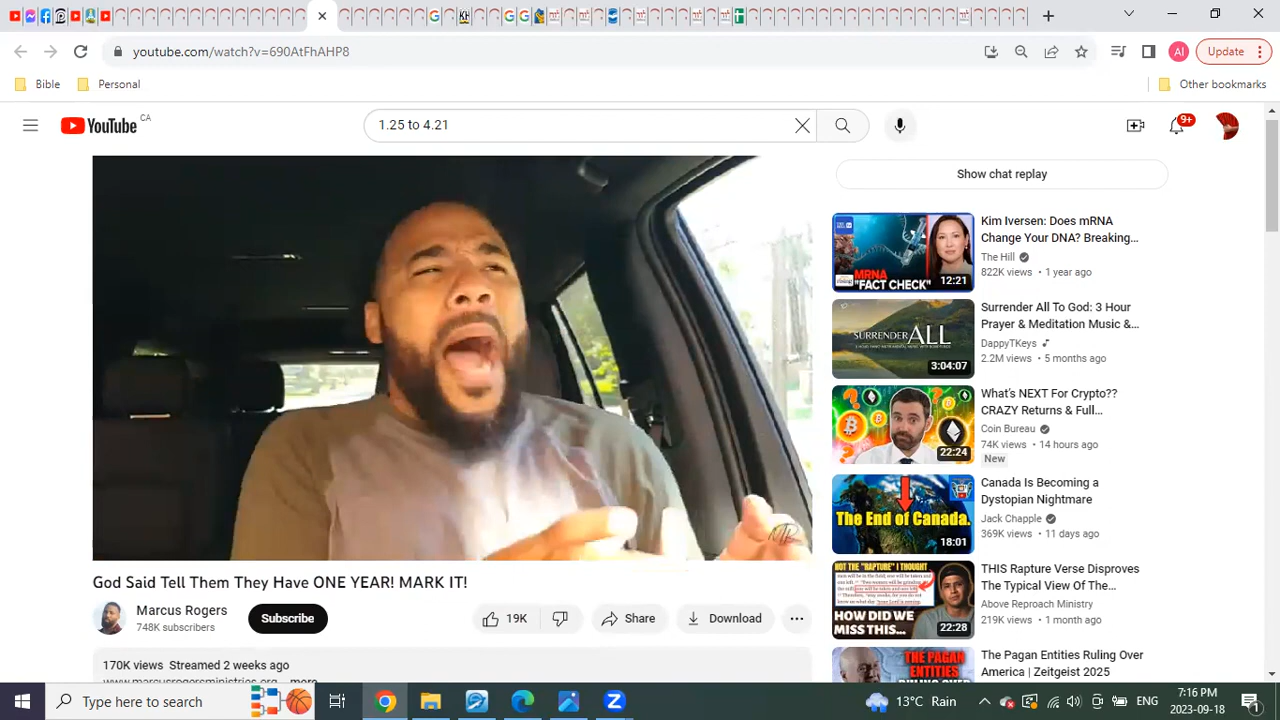 youtube.com/watch?v=690AtFhAHP8
Update
Bible
Personal
Other bookmarks
YouTube CA
1.25 to 4.21
9+
AI
Show chat replay
MRNA
"FACT CHECK"
12:21
Kim Iversen: Does mRNA
Change Your DNA? Breaking...
The Hill
822K views • 1 year ago
SURRENDER ALL
3:04:07
Surrender All To God: 3 Hour
Prayer & Meditation Music &...
DappyTKeys
2.2M views • 5 months ago
22:24
What's NEXT For Crypto??
CRAZY Returns & Full...
Coin Bureau
74K views • 14 hours ago
New
The End of Canada.
18:01
Canada Is Becoming a
Dystopian Nightmare
Jack Chapple
369K views • 11 days ago
NOT THE "RAPTURE" I THOUGHT
HOW DID WE
MISS THIS...
22:28
THIS Rapture Verse Disproves
The Typical View Of The...
Above Reproach Ministry
219K views • 1 month ago
THE PAGAN
ENTITIES
The Pagan Entities Ruling Over
America | Zeitgeist 2025
God Said Tell Them They Have ONE YEAR! MARK IT!
Marcus Rogers
Subscribe
19K
Share
Download
170K views Streamed 2 weeks ago
Type here to search
13°C Rain
ENG
7:16 PM
2023-09-18
1